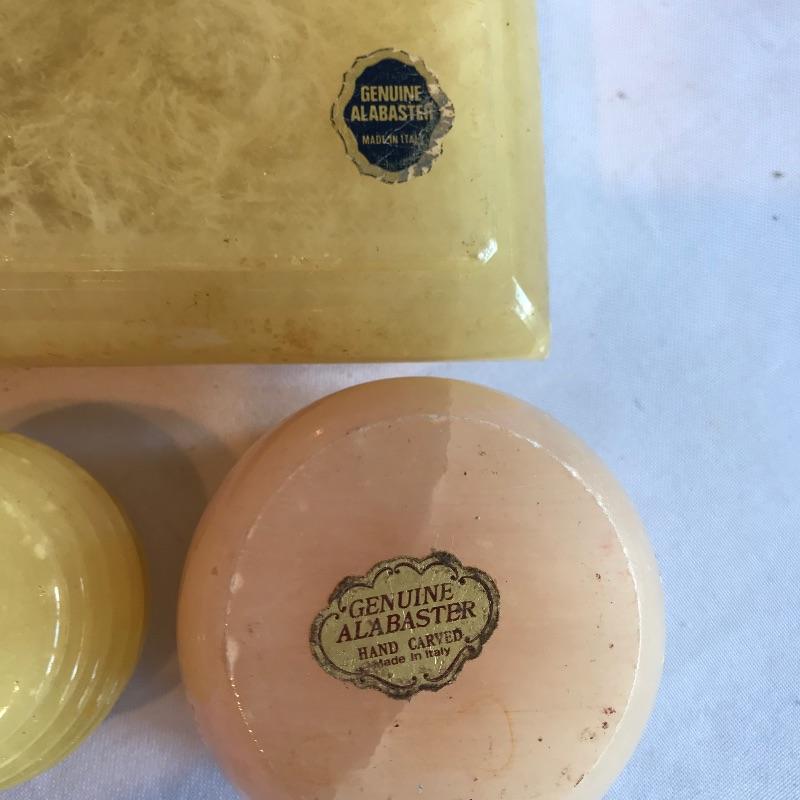 GENUINE
ALABASTER
MADE IN ITALY
GENUINE
ALABASTER
HAND CARVED
Made in Italy